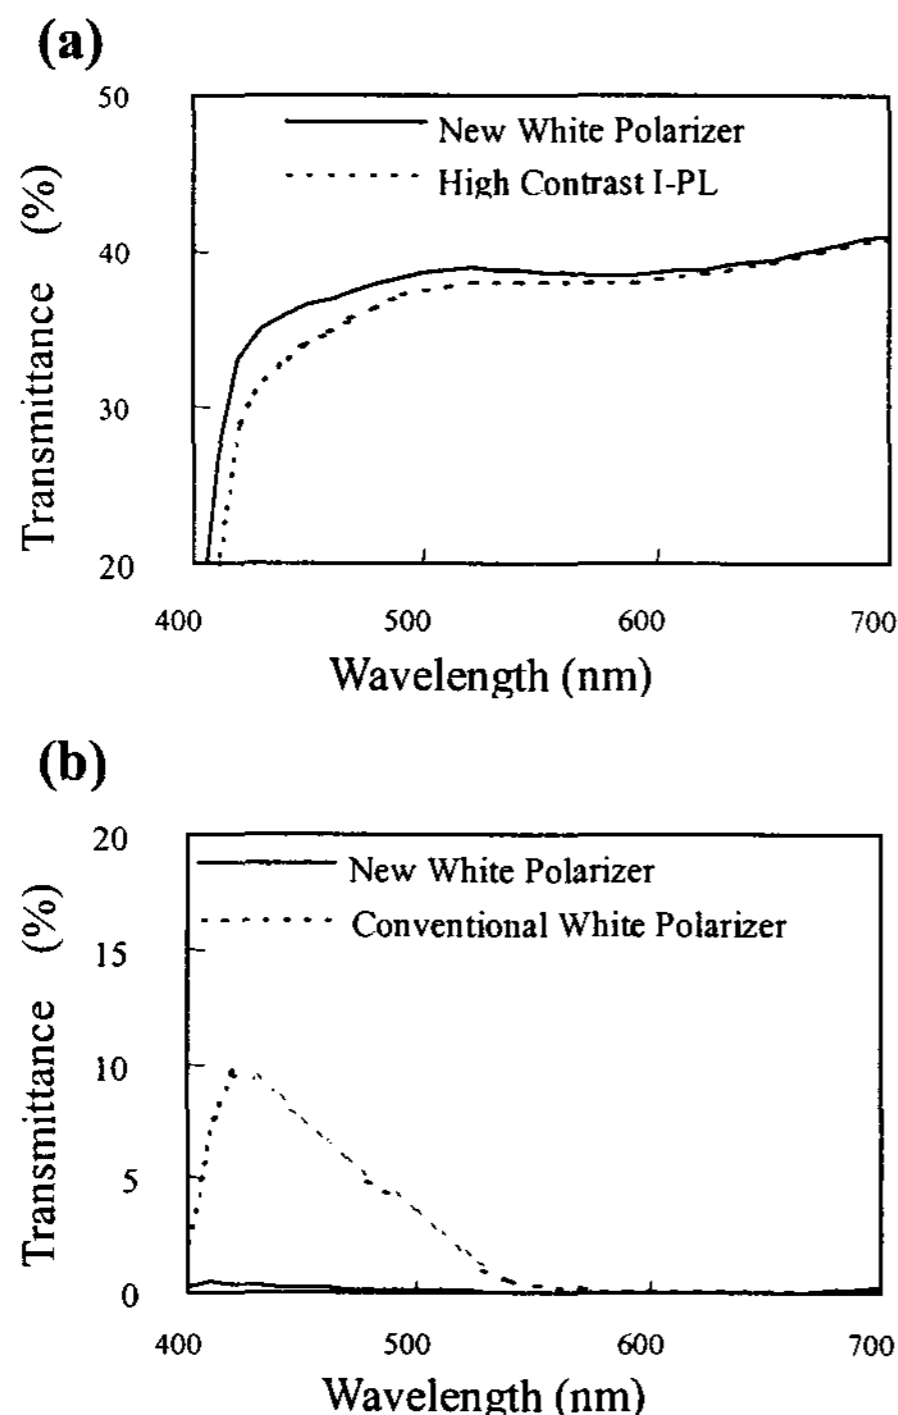 (a)
50
New White Polarizer
High Contrast I-PL
40
30
20
Transmittance (%)
400 500 600 700
Wavelength (nm)
(b)
20
New White Polarizer
Conventional White Polarizer
15
10
5
0
Transmittance (%)
400 500 600 700
Wavelength (nm)